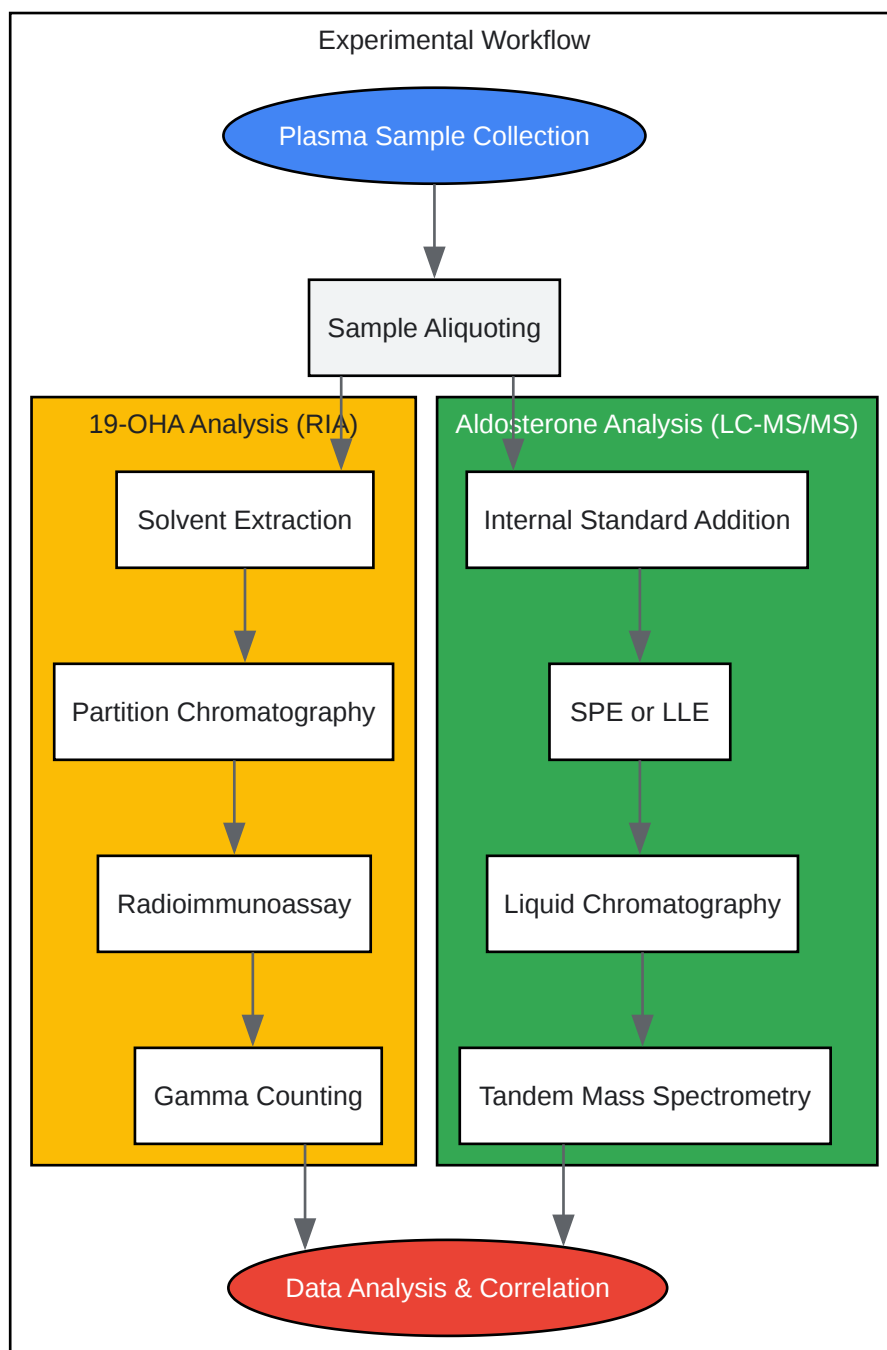 Experimental Workflow
Plasma Sample Collection
Sample Aliquoting
19-OHA Analysis (RIA)
Solvent Extraction
Partition Chromatography
Radioimmunoassay
Gamma Counting
Aldosterone Analysis (LC-MS/MS)
Internal Standard Addition
SPE or LLE
Liquid Chromatography
Tandem Mass Spectrometry
Data Analysis & Correlation